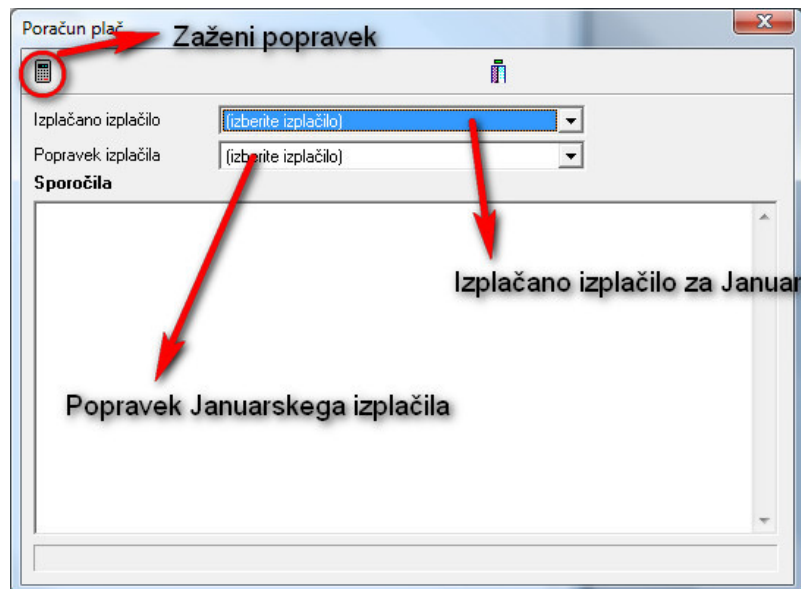 Poračun plač
Zaženi popravek
Izplačano izplačilo
(izberite izplačilo)
Popravek izplačila
(izberite izplačilo)
Sporočila
Izplačano izplačilo za Januar
Popravek Januarskega izplačila